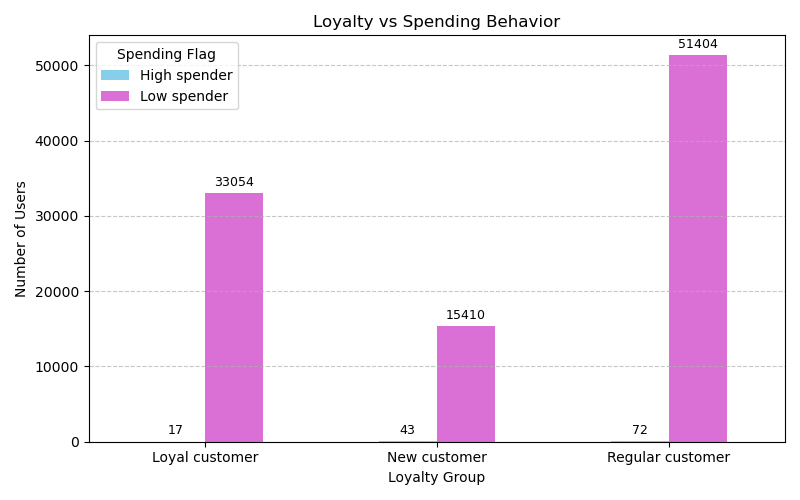 Loyalty vs Spending Behavior
Spending Flag
High spender
Low spender
50000
40000
30000
20000
10000
0
Number of Users
17
33054
43
15410
72
51404
Loyal customer
New customer
Regular customer
Loyalty Group